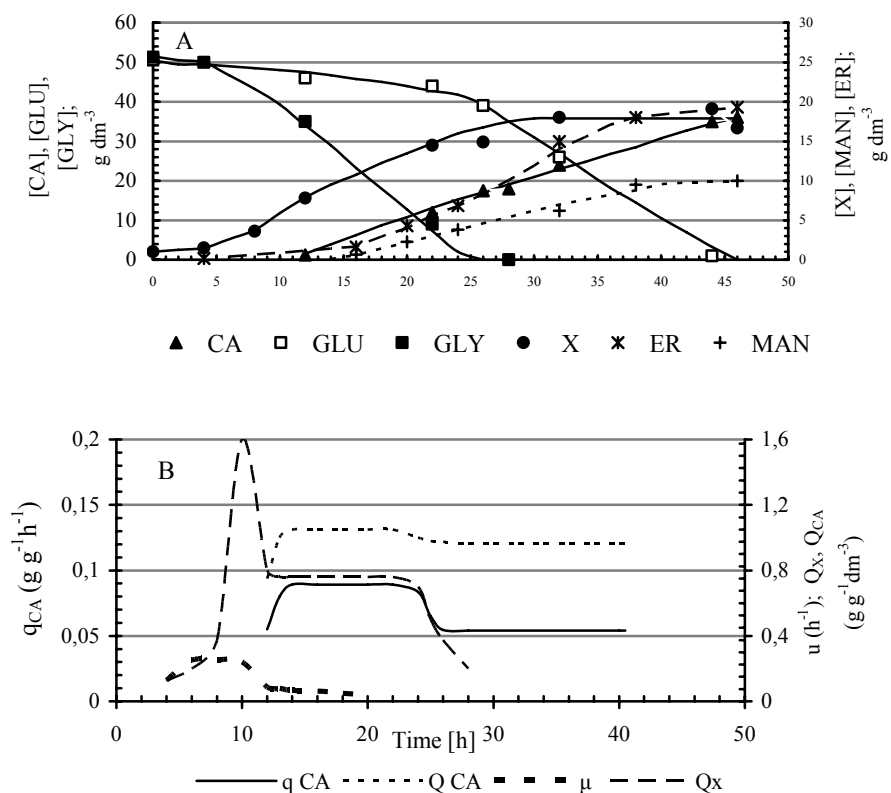 A
60
50
40
30
20
10
0
[CA], [GLU],
[GLY];
g dm⁻³
30
25
20
15
10
5
0
[X], [MAN], [ER];
g dm⁻³
0 5 10 15 20 25 30 35 40 45 50
CA GLU GLY X ER MAN
B
0,2
0,15
0,1
0,05
0
q_CA (g g⁻¹h⁻¹)
1,6
1,2
0,8
0,4
0
u (h⁻¹); Q_X, Q_CA
(g g⁻¹dm⁻³)
0 10 20 30 40 50
Time [h]
q CA Q CA µ Qx